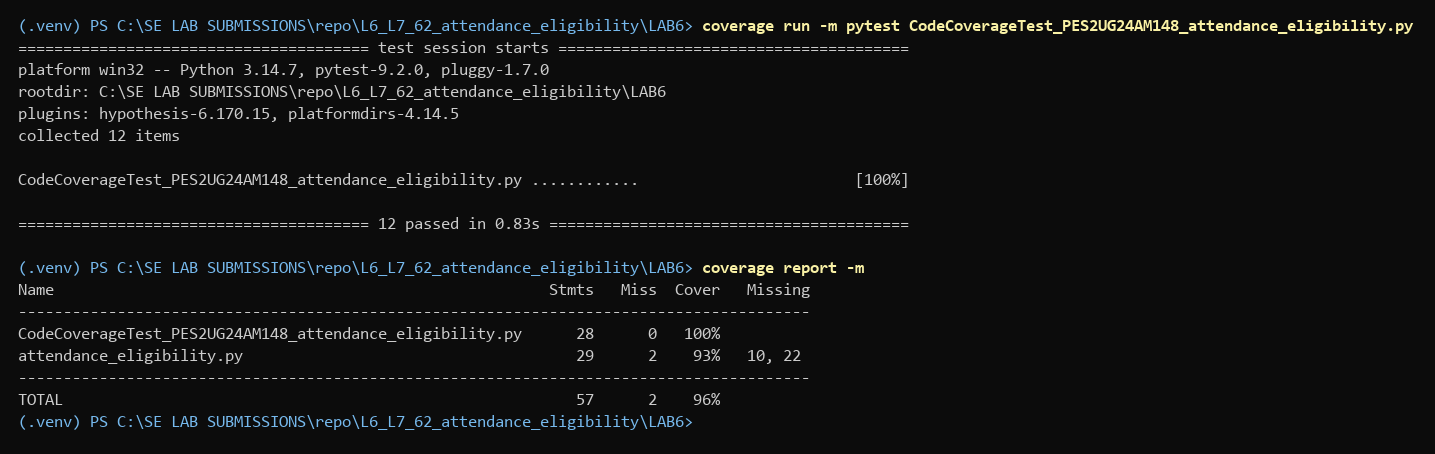 (.venv) PS C:\SE LAB SUBMISSIONS\repo\L6_L7_62_attendance_eligibility\LAB6> coverage run -m pytest CodeCoverageTest_PES2UG24AM148_attendance_eligibility.py
======================================= test session starts =======================================
platform win32 -- Python 3.14.7, pytest-9.2.0, pluggy-1.7.0
rootdir: C:\SE LAB SUBMISSIONS\repo\L6_L7_62_attendance_eligibility\LAB6
plugins: hypothesis-6.170.15, platformdirs-4.14.5
collected 12 items

CodeCoverageTest_PES2UG24AM148_attendance_eligibility.py ............                        [100%]

======================================= 12 passed in 0.83s ========================================

(.venv) PS C:\SE LAB SUBMISSIONS\repo\L6_L7_62_attendance_eligibility\LAB6> coverage report -m
Name                                                       Stmts   Miss  Cover   Missing
----------------------------------------------------------------------------------------
CodeCoverageTest_PES2UG24AM148_attendance_eligibility.py      28      0   100%
attendance_eligibility.py                                     29      2    93%   10, 22
----------------------------------------------------------------------------------------
TOTAL                                                         57      2    96%
(.venv) PS C:\SE LAB SUBMISSIONS\repo\L6_L7_62_attendance_eligibility\LAB6>